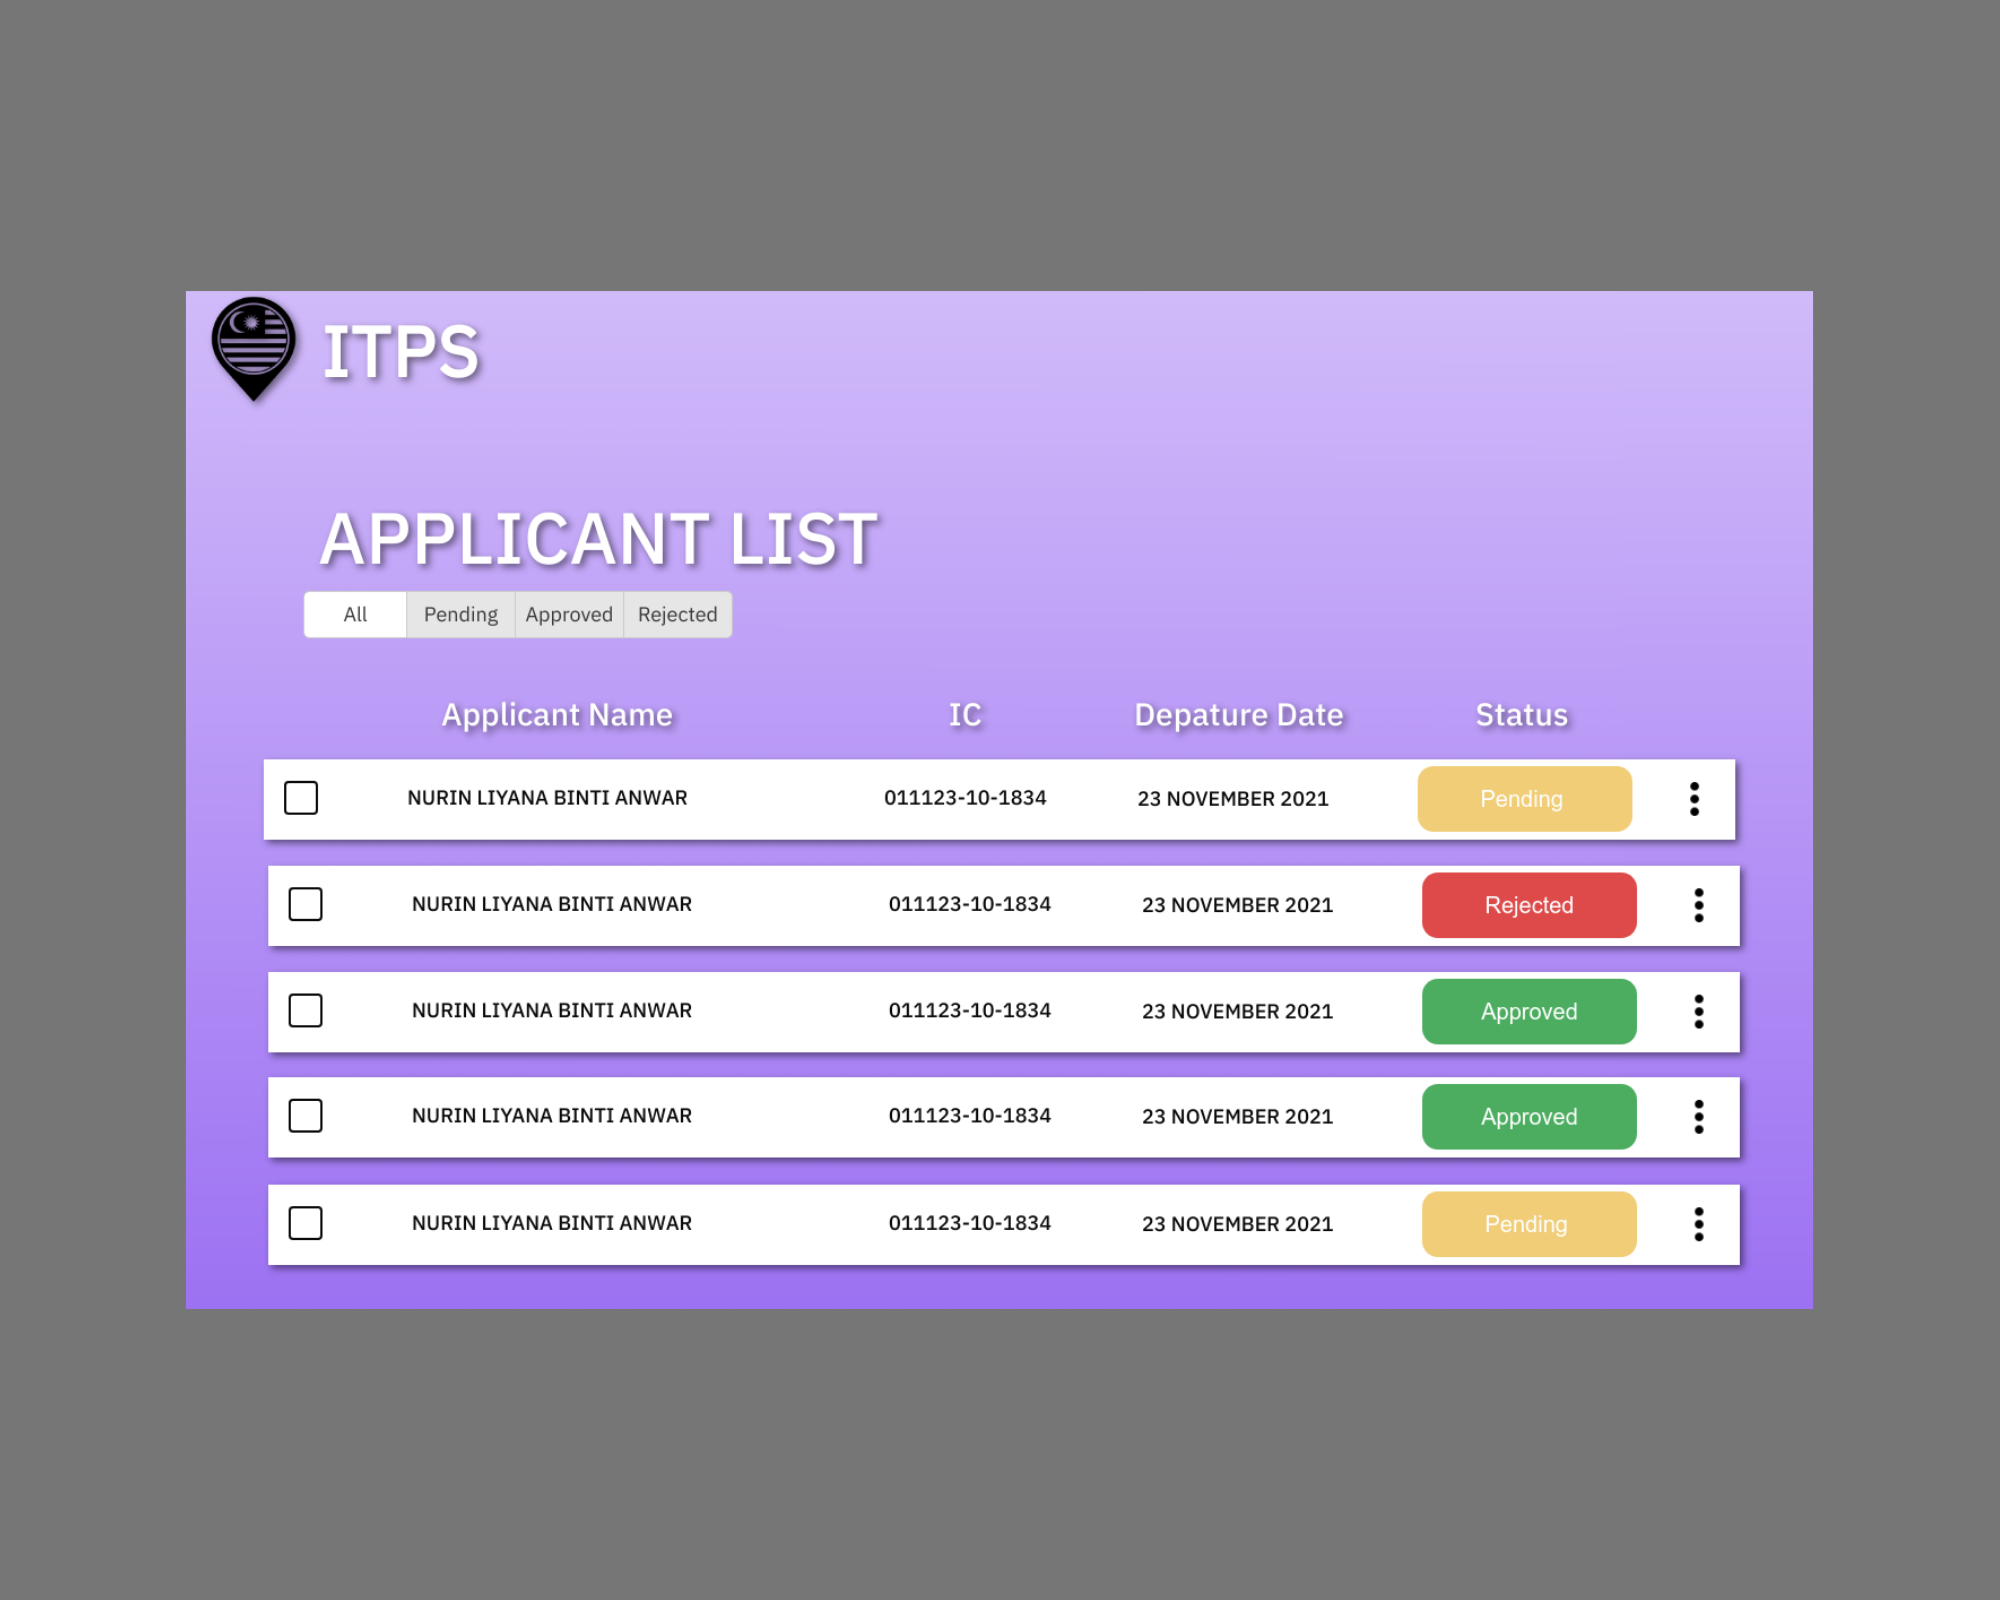 ITPS
APPLICANT LIST
All Pending Approved Rejected
Applicant Name IC Depature Date Status
NURIN LIYANA BINTI ANWAR 011123-10-1834 23 NOVEMBER 2021 Pending
NURIN LIYANA BINTI ANWAR 011123-10-1834 23 NOVEMBER 2021 Rejected
NURIN LIYANA BINTI ANWAR 011123-10-1834 23 NOVEMBER 2021 Approved
NURIN LIYANA BINTI ANWAR 011123-10-1834 23 NOVEMBER 2021 Approved
NURIN LIYANA BINTI ANWAR 011123-10-1834 23 NOVEMBER 2021 Pending